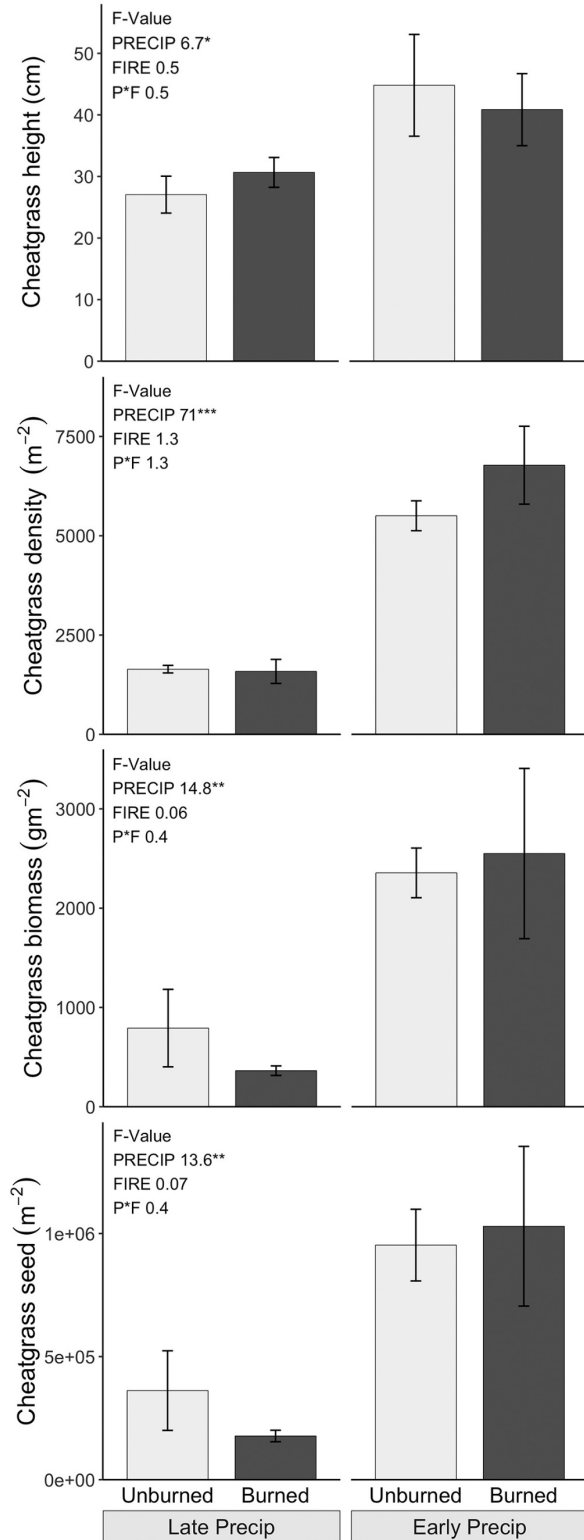 F-Value
PRECIP 6.7*
FIRE 0.5
P*F 0.5
Cheatgrass height (cm)
50
40
30
20
10
0
F-Value
PRECIP 71***
FIRE 1.3
P*F 1.3
Cheatgrass density (m⁻²)
7500
5000
2500
0
F-Value
PRECIP 14.8**
FIRE 0.06
P*F 0.4
Cheatgrass biomass (gm⁻²)
3000
2000
1000
0
F-Value
PRECIP 13.6**
FIRE 0.07
P*F 0.4
Cheatgrass seed (m⁻²)
1e+06
5e+05
0e+00
Unburned Burned Unburned Burned
Late Precip Early Precip